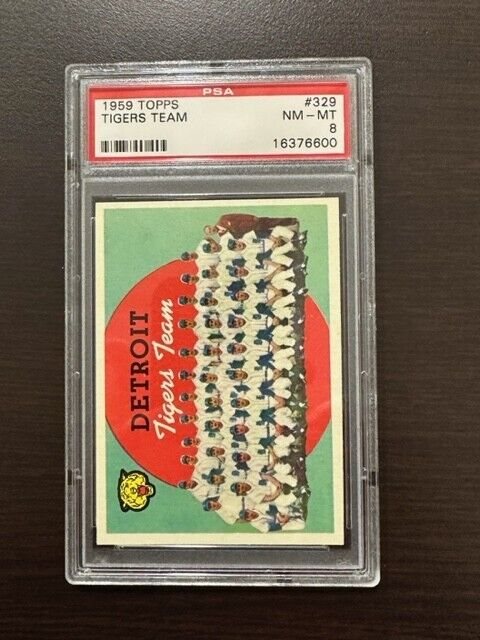 PSA
1959 TOPPS #329
TIGERS TEAM NM-MT
8
16376600
DETROIT
Tigers Team